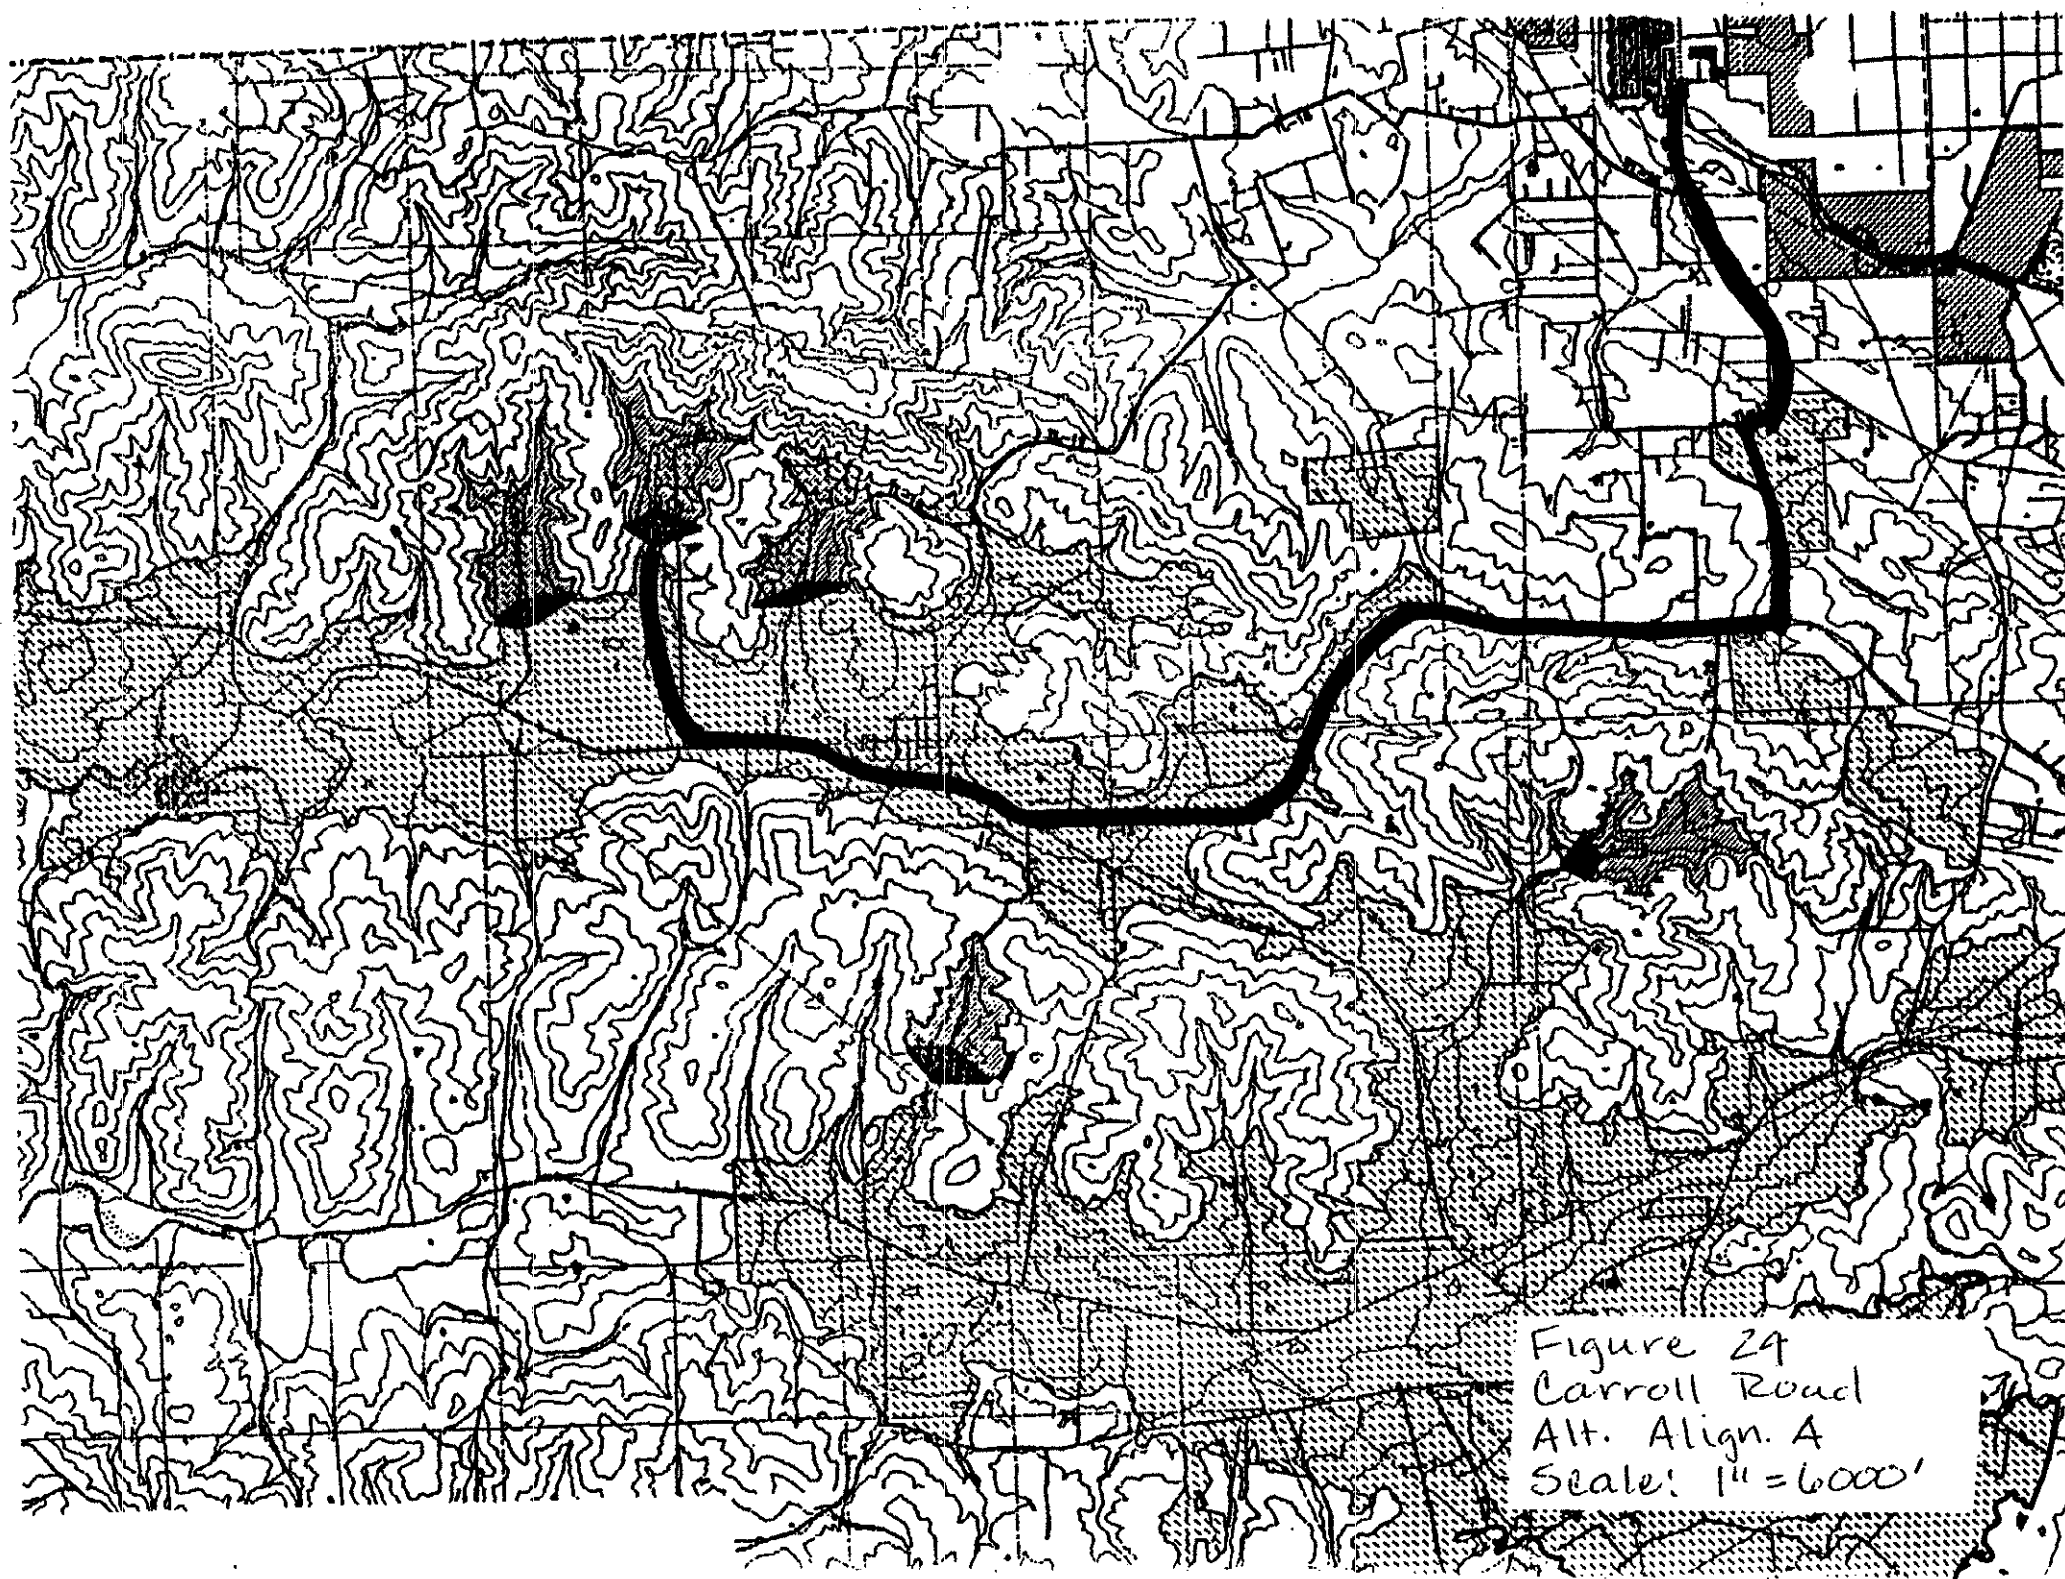 Figure 24
Carroll Road
Alt. Align. A
Scale: 1" = 6000'